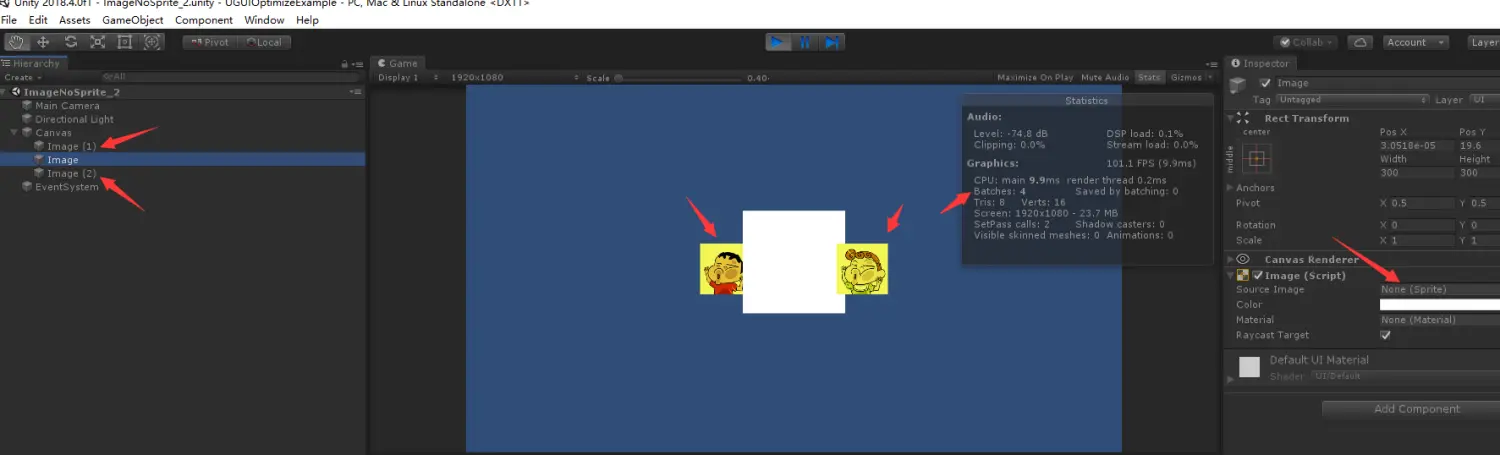 Unity 2018.4.0f1 - ImageNoSprite_2.unity - UGUIOptimizeExample - PC, Mac & Linux Standalone <DX11>
File Edit Assets GameObject Component Window Help
Pivot Local Collab Account Layer
Hierarchy
Create All
ImageNoSprite_2
Main Camera
Directional Light
Canvas
Image (1)
Image
Image (2)
EventSystem
Game
Display 1 1920x1080 Scale 0.40 Maximize On Play Mute Audio Stats Gizmos
Statistics
Audio:
Level: -74.8 dB DSP load: 0.1%
Clipping: 0.0% Stream load: 0.0%
Graphics: 101.1 FPS (9.9ms)
CPU: main 9.9ms render thread 0.2ms
Batches: 4 Saved by batching: 0
Tris: 8 Verts: 16
Screen: 1920x1080 - 23.7 MB
SetPass calls: 2 Shadow casters: 0
Visible skinned meshes: 0 Animations: 0
Inspector
Image
Tag Untagged Layer UI
Rect Transform
center Pos X Pos Y
middle 3.0518e-05 19.6
Width Height
300 300
Anchors
Pivot X 0.5 Y 0.5
Rotation X 0 Y 0
Scale X 1 Y 1
Canvas Renderer
Image (Script)
Source Image None (Sprite)
Color
Material None (Material)
Raycast Target
Default UI Material
Shader UI/Default
Add Component